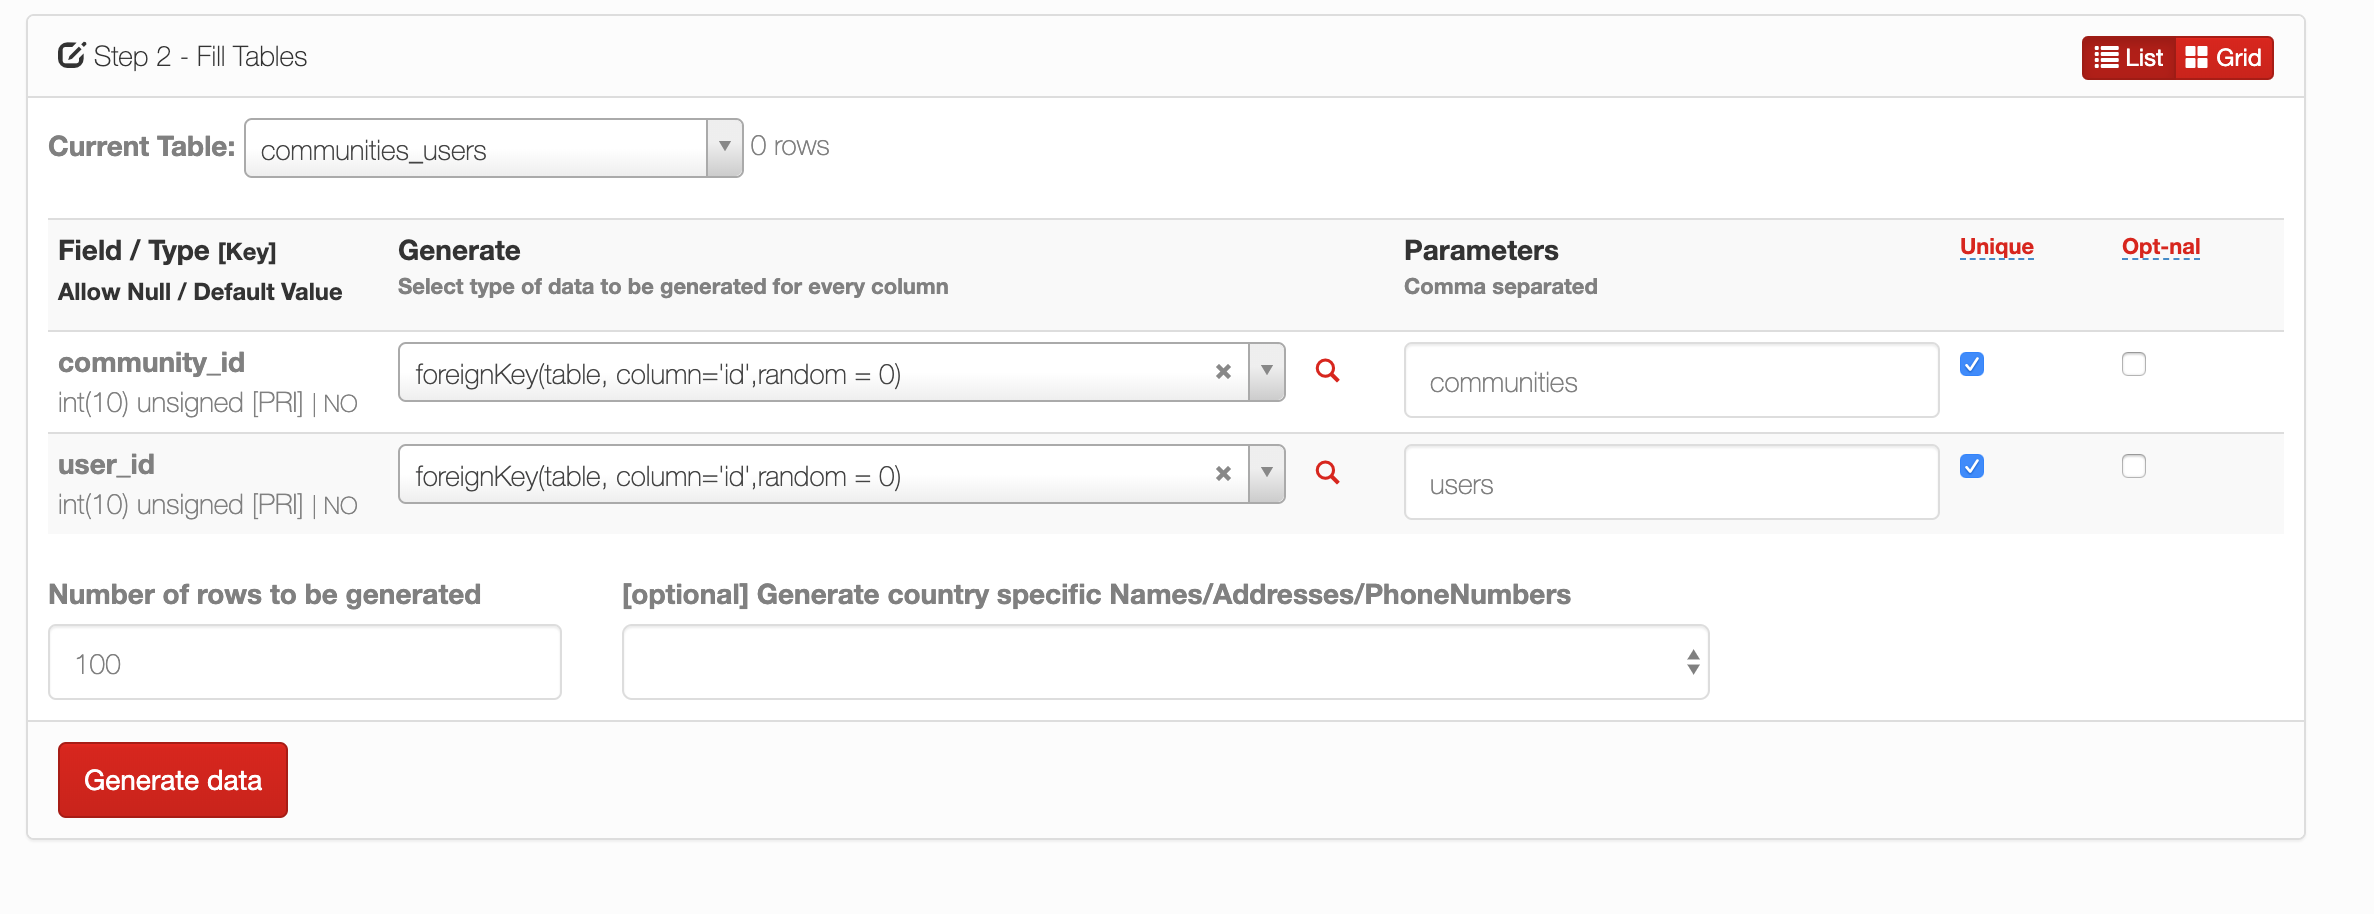 Step 2 - Fill Tables
List Grid
Current Table: communities_users 0 rows
Field / Type [Key] Generate Parameters Unique Opt-nal
Allow Null / Default Value Select type of data to be generated for every column Comma separated
community_id foreignKey(table, column='id',random = 0) communities
int(10) unsigned [PRI] | NO
user_id foreignKey(table, column='id',random = 0) users
int(10) unsigned [PRI] | NO
Number of rows to be generated [optional] Generate country specific Names/Addresses/PhoneNumbers
100
Generate data